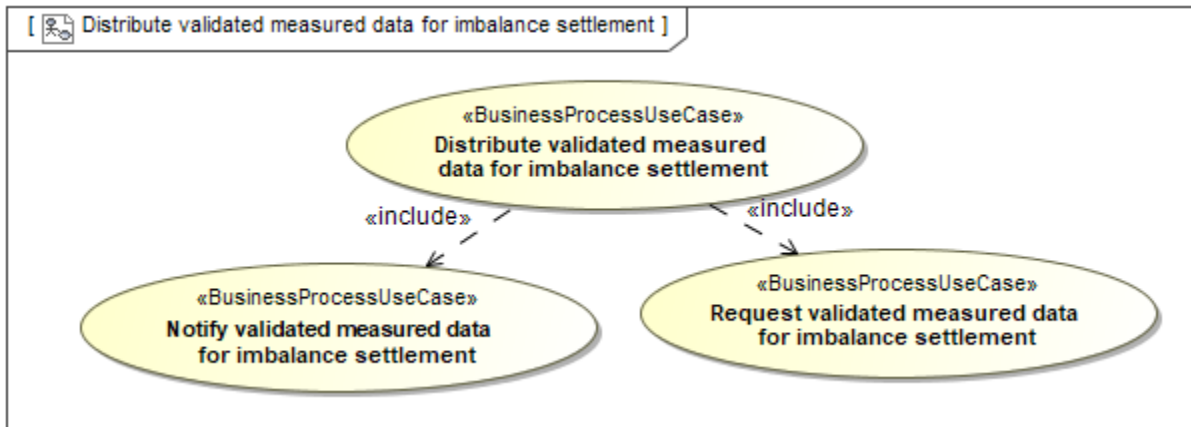 [ Distribute validated measured data for imbalance settlement ]
«BusinessProcessUseCase»
Distribute validated measured
data for imbalance settlement
«include»
«include»
«BusinessProcessUseCase»
Notify validated measured data
for imbalance settlement
«BusinessProcessUseCase»
Request validated measured data
for imbalance settlement